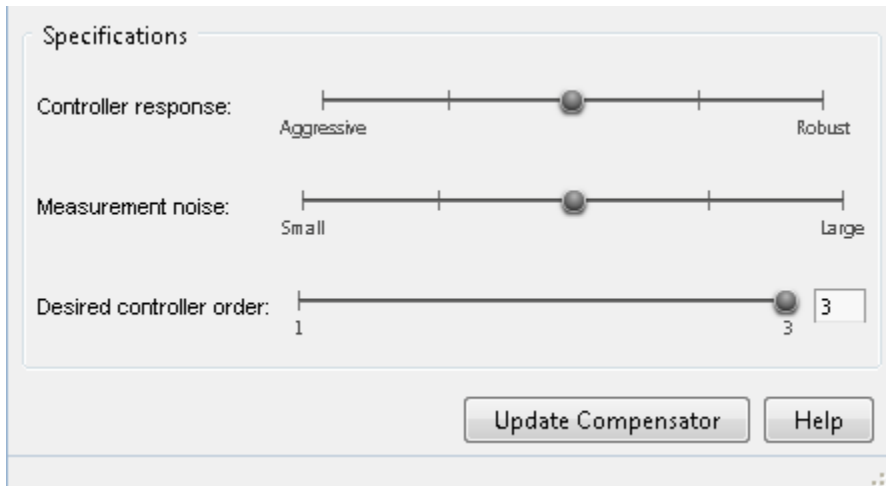 Specifications
Controller response:
Aggressive Robust
Measurement noise:
Small Large
Desired controller order: 3
1 3
Update Compensator Help